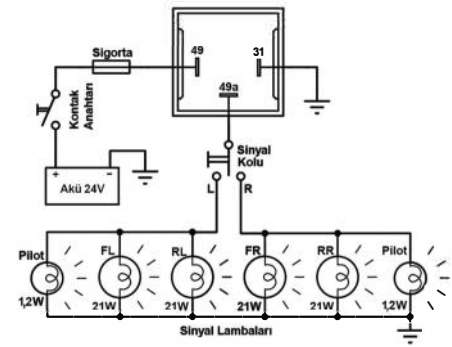 Sigorta
49
31
49a
Kontak
Anahtarı
Sinyal
Kolu
+ -
Akü 24V
L
R
Pilot
FL
RL
FR
RR
Pilot
1,2W
21W
21W
21W
21W
1,2W
Sinyal Lambaları